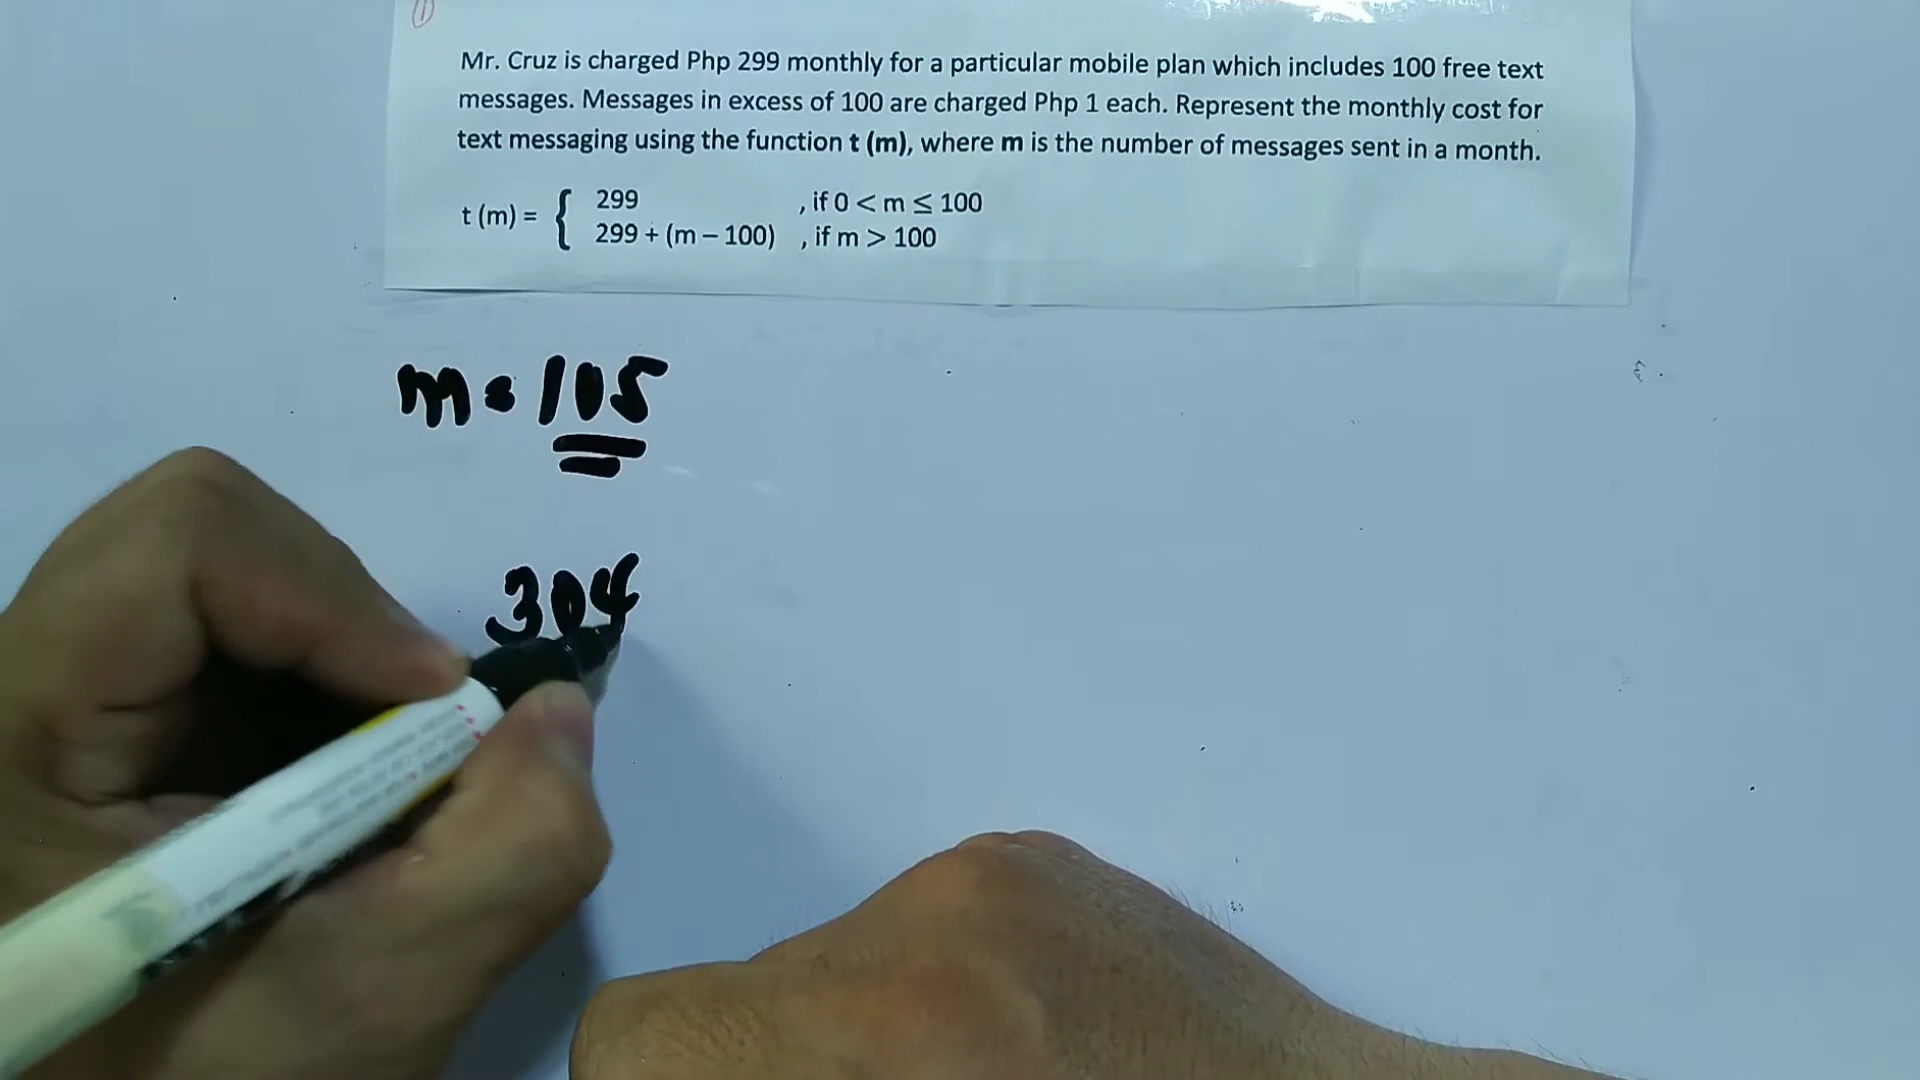 1
Mr. Cruz is charged Php 299 monthly for a particular mobile plan which includes 100 free text
messages. Messages in excess of 100 are charged Php 1 each. Represent the monthly cost for
text messaging using the function t (m), where m is the number of messages sent in a month.
t (m) = { 299 , if 0 < m ≤ 100
299 + (m – 100) , if m > 100
m = 105
304